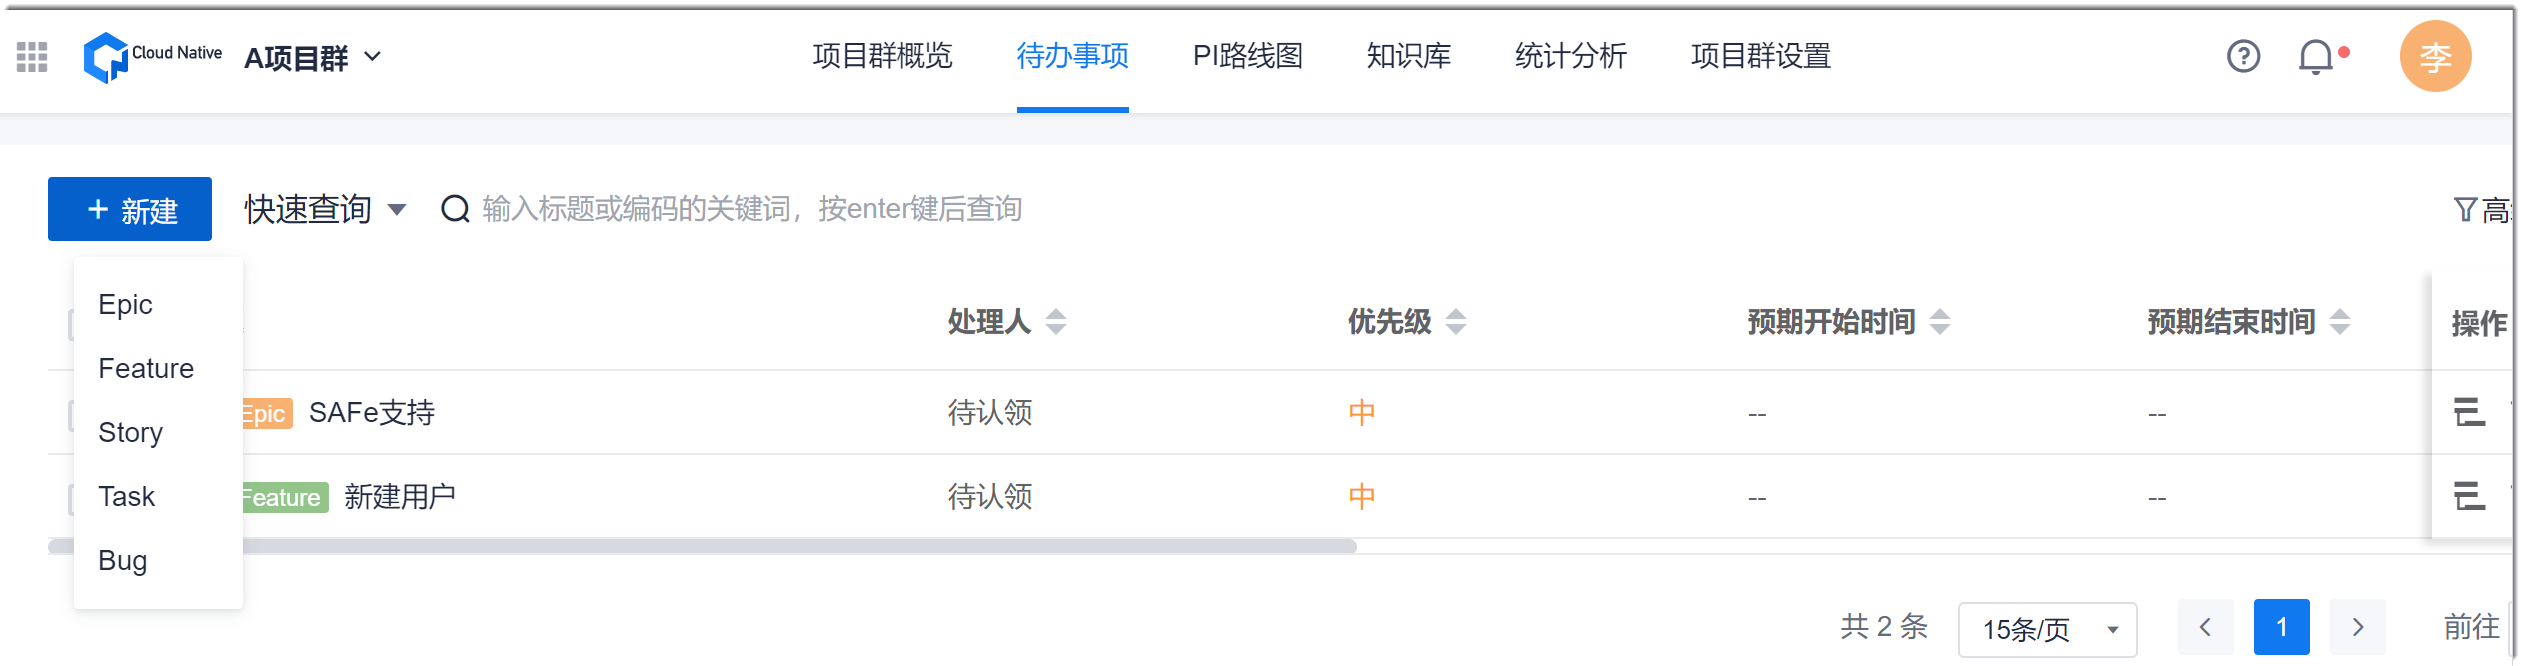 Cloud Native A项目群 项目群概览 待办事项 PI路线图 知识库 统计分析 项目群设置 李
+ 新建 快速查询 输入标题或编码的关键词，按enter键后查询 高
Epic
Feature
Story
Task
Bug
处理人 优先级 预期开始时间 预期结束时间 操作
Epic SAFe支持 待认领 中 -- --
Feature 新建用户 待认领 中 -- --
共 2 条 15条/页 1 前往